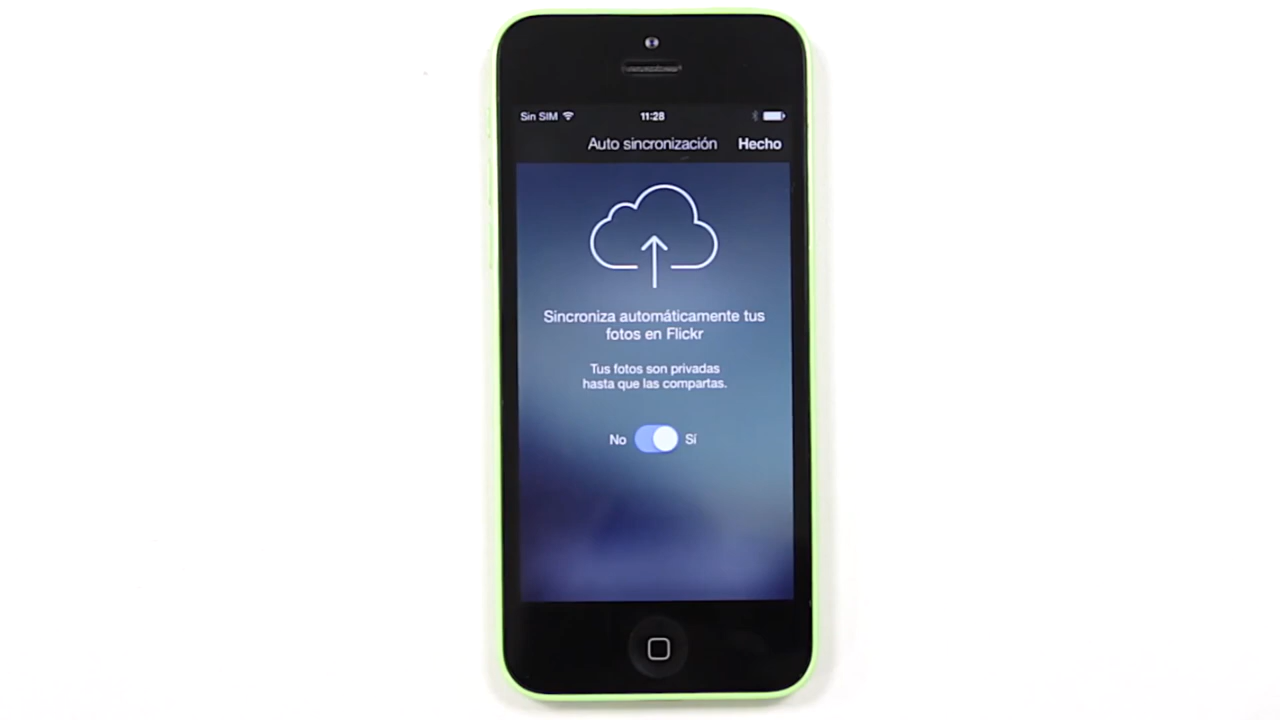 Sin SIM 11:28
Auto sincronización Hecho
Sincroniza automáticamente tus
fotos en Flickr
Tus fotos son privadas
hasta que las compartas.
No Sí